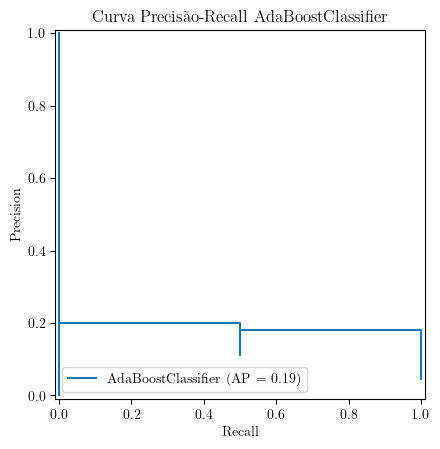 Curva Precisão-Recall AdaBoostClassifier
Precision
1.0
0.8
0.6
0.4
0.2
0.0
AdaBoostClassifier (AP = 0.19)
0.0 0.2 0.4 0.6 0.8 1.0
Recall